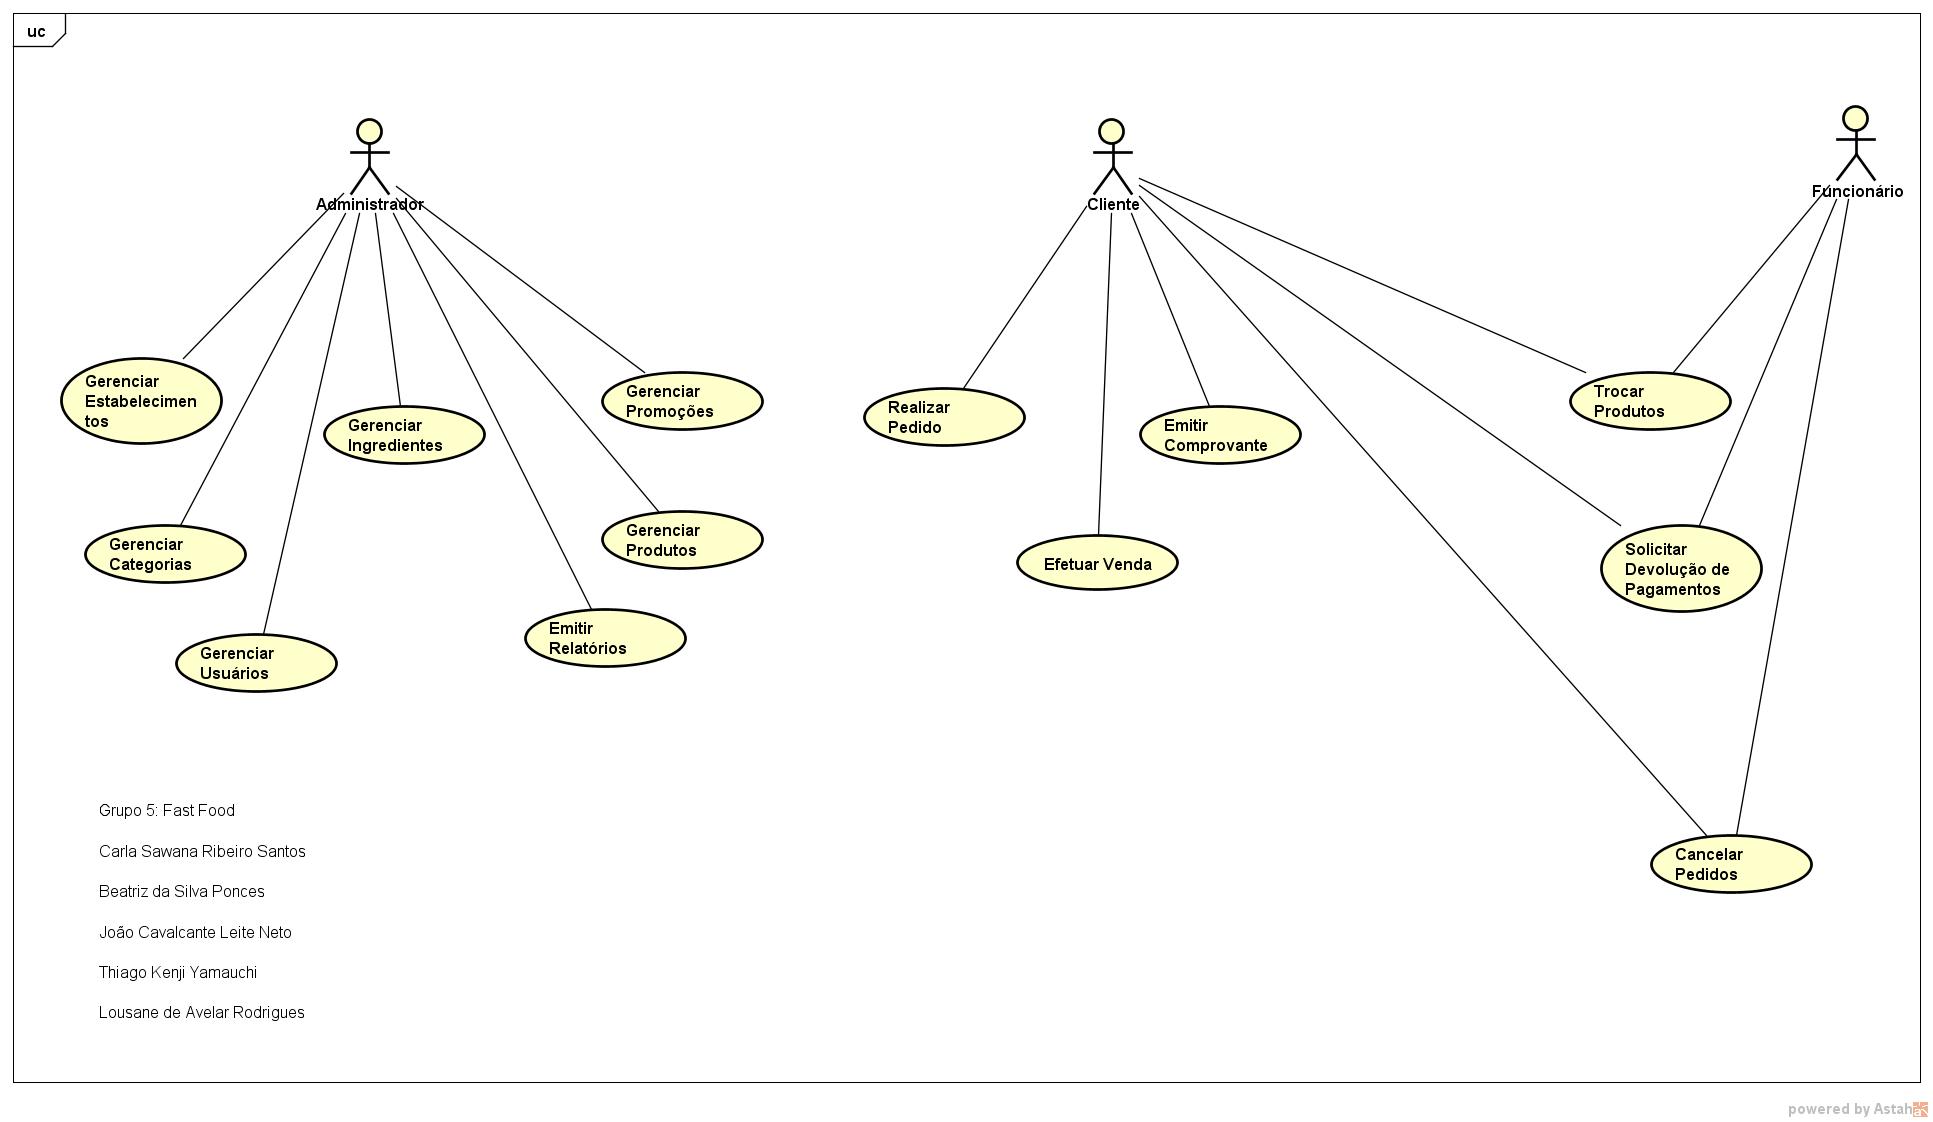 uc
Administrador
Cliente
Funcionário
Gerenciar
Estabelecimen
tos
Gerenciar
Ingredientes
Gerenciar
Promoções
Realizar
Pedido
Emitir
Comprovante
Trocar
Produtos
Gerenciar
Categorias
Gerenciar
Produtos
Efetuar Venda
Solicitar
Devolução de
Pagamentos
Gerenciar
Usuários
Emitir
Relatórios
Cancelar
Pedidos
Grupo 5: Fast Food
Carla Sawana Ribeiro Santos
Beatriz da Silva Ponces
João Cavalcante Leite Neto
Thiago Kenji Yamauchi
Lousane de Avelar Rodrigues
powered by Astah